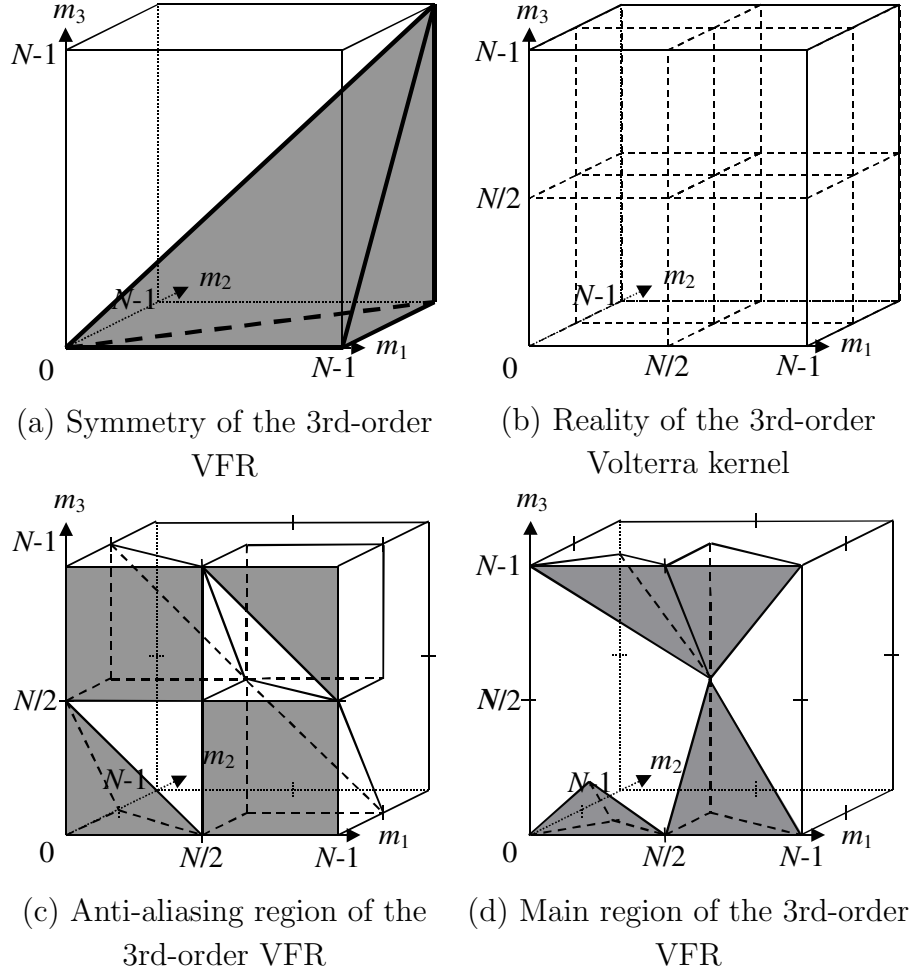 m₃
N-1
m₂
N-1
0
N-1
m₁
(a) Symmetry of the 3rd-order
VFR
m₃
N-1
N/2
m₂
N-1
0
N/2
N-1
m₁
(b) Reality of the 3rd-order
Volterra kernel
m₃
N-1
N/2
m₂
N-1
0
N/2
N-1
m₁
(c) Anti-aliasing region of the
3rd-order VFR
m₃
N-1
N/2
m₂
N-1
0
N/2
N-1
m₁
(d) Main region of the 3rd-order
VFR